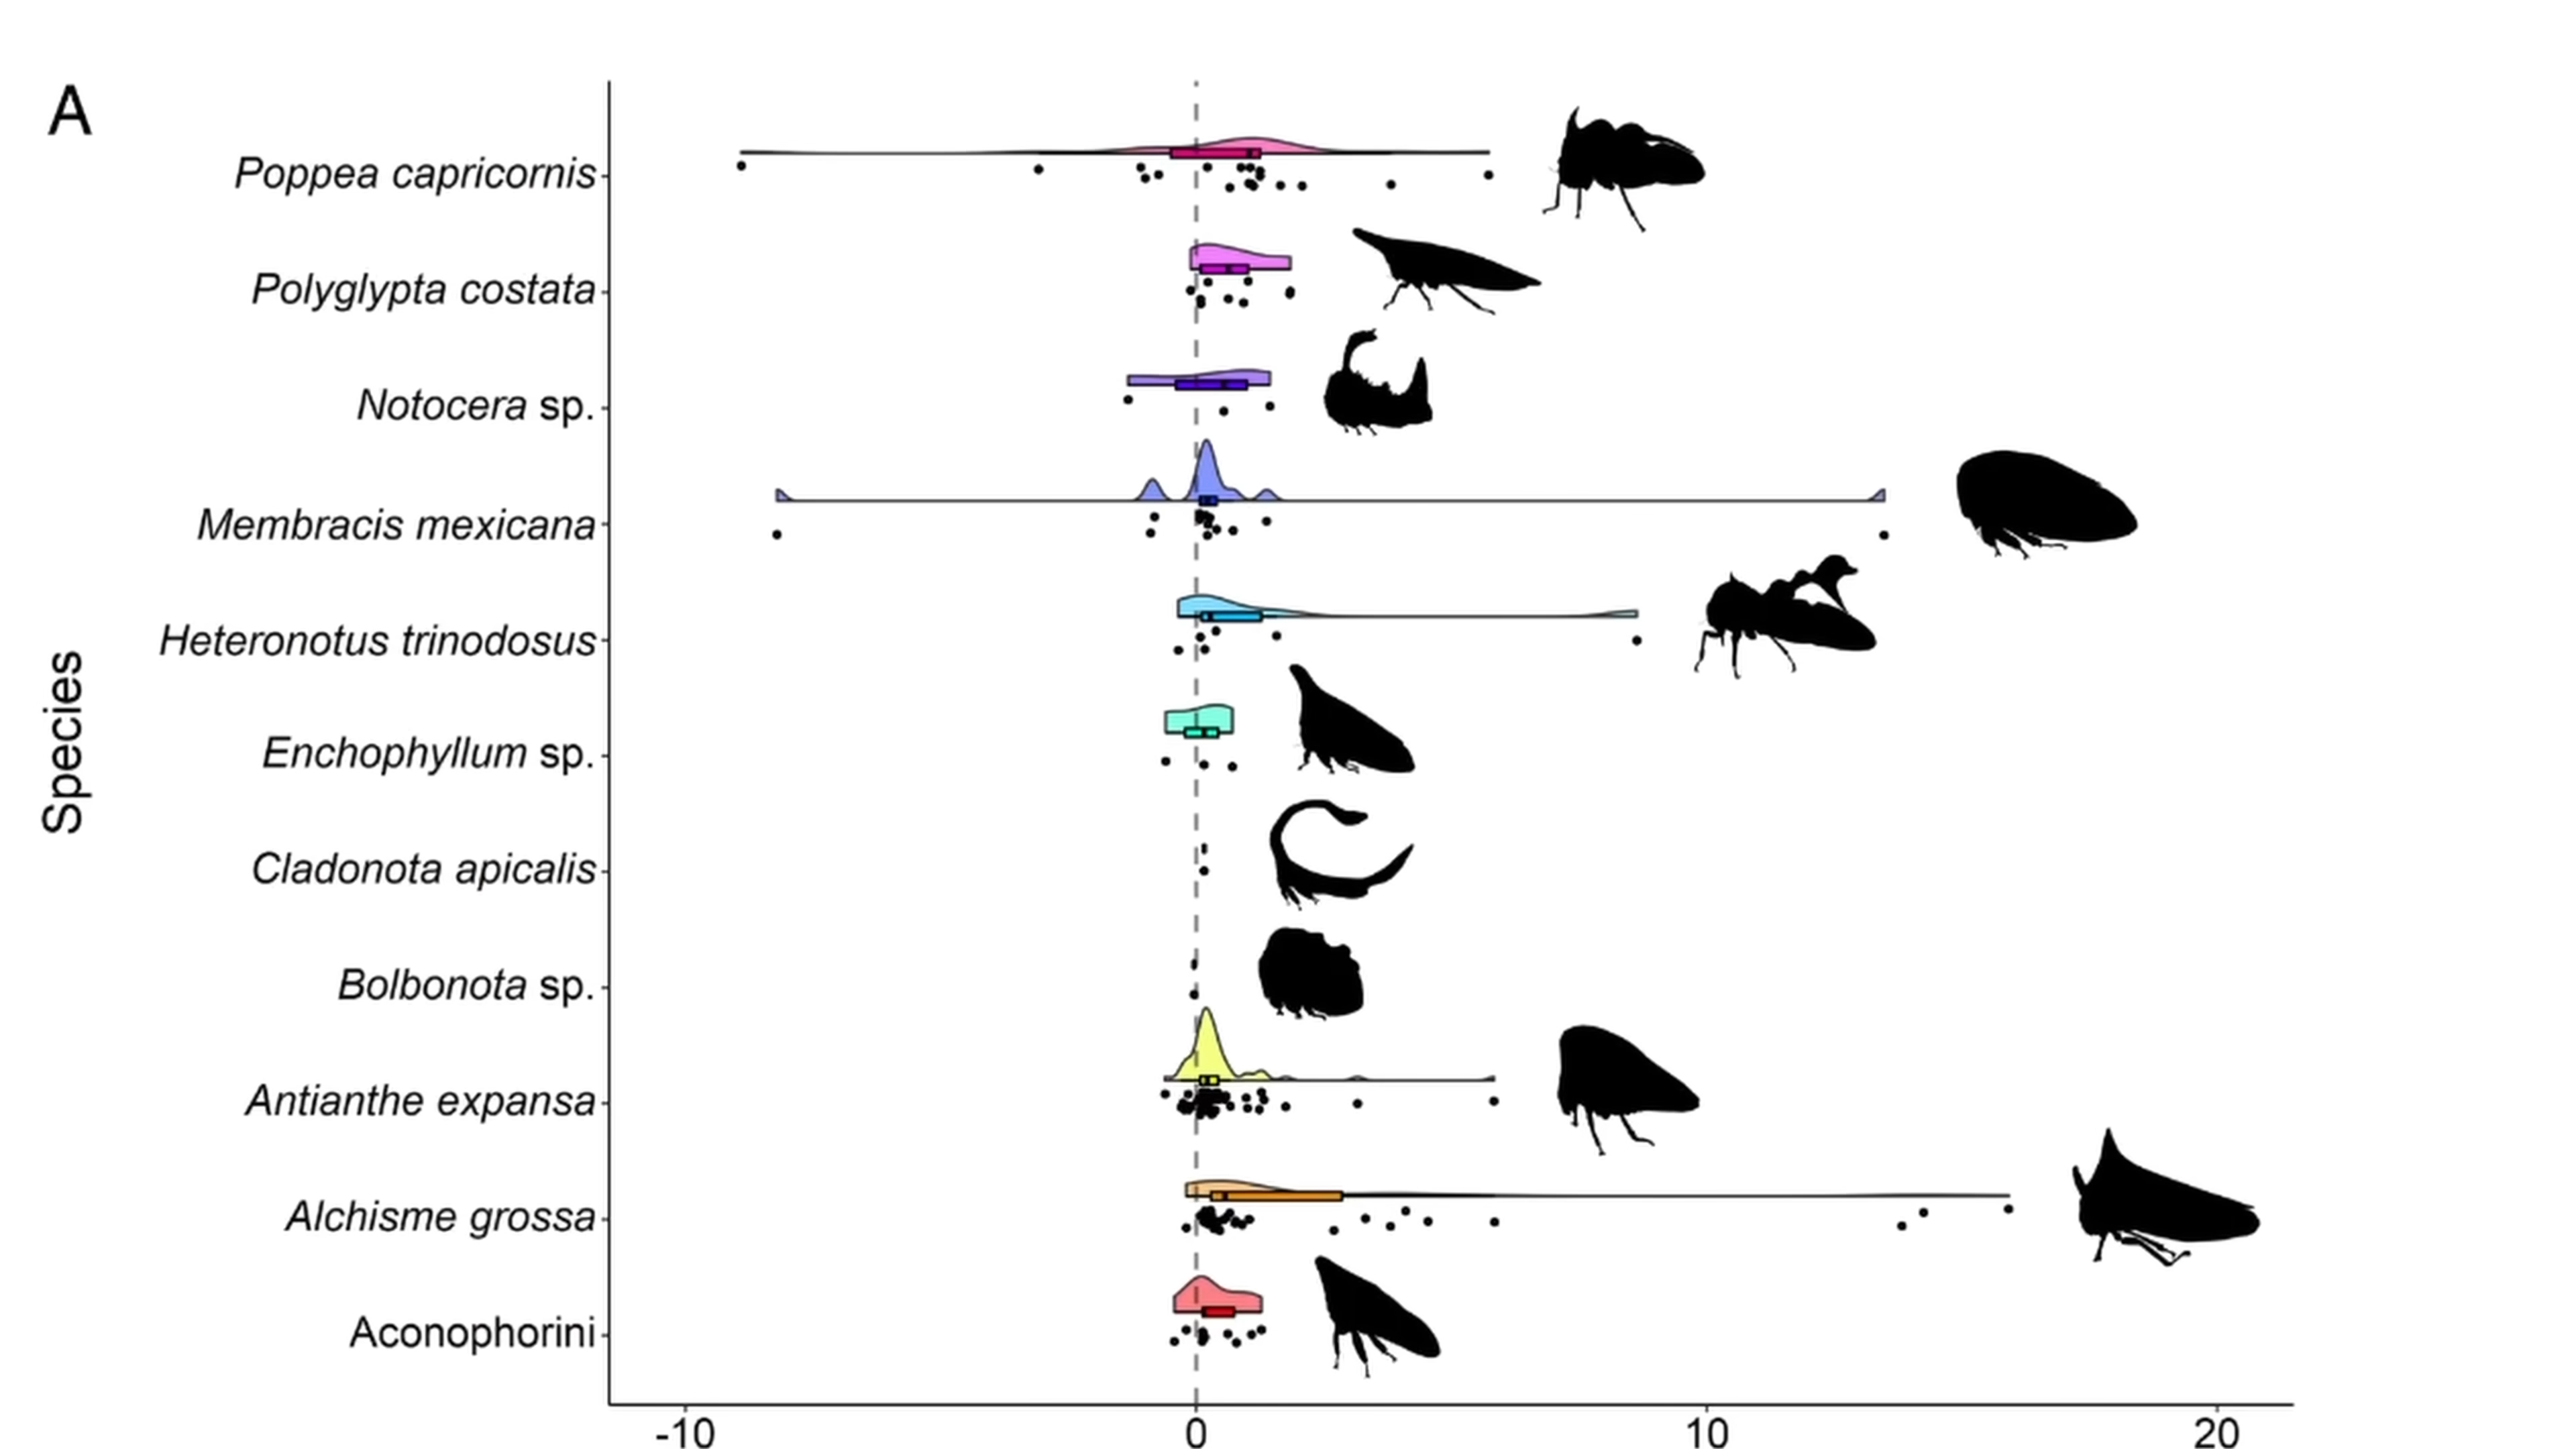 A
Poppea capricornis
Polyglypta costata
Notocera sp.
Membracis mexicana
Heteronotus trinodosus
Enchophyllum sp.
Cladonota apicalis
Bolbonota sp.
Antianthe expansa
Alchisme grossa
Aconophorini
Species
-10 0 10 20